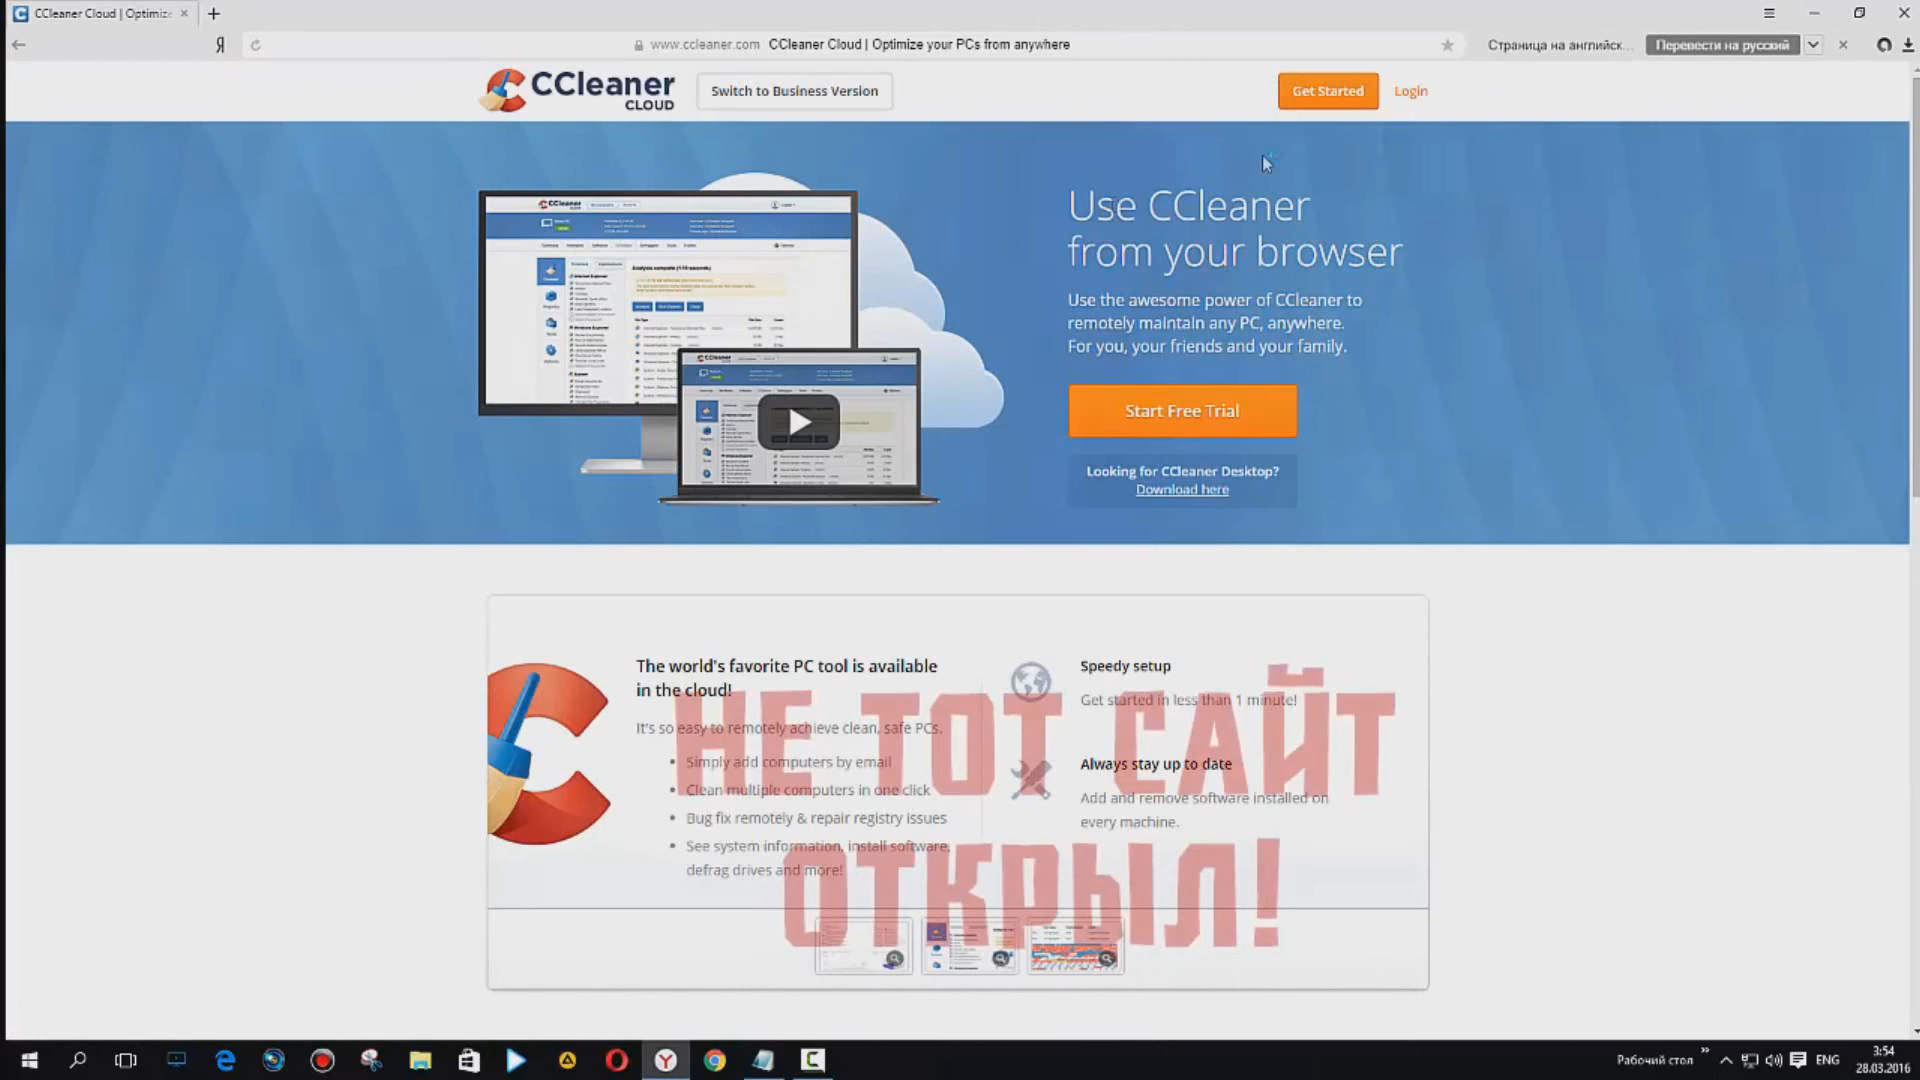 CCleaner Cloud | Optimize
Я
www.ccleaner.com CCleaner Cloud | Optimize your PCs from anywhere
Страница на английск...
Перевести на русский
CCleaner
CLOUD
Switch to Business Version
Get Started
Login
Use CCleaner
from your browser
Use the awesome power of CCleaner to
remotely maintain any PC, anywhere.
For you, your friends and your family.
Start Free Trial
Looking for CCleaner Desktop?
Download here
CCleaner
Analysis complete
CCleaner
The world's favorite PC tool is available
in the cloud!
It's so easy to remotely achieve clean, safe PCs.
• Simply add computers by email
• Clean multiple computers in one click
• Bug fix remotely & repair registry issues
• See system information, install software,
defrag drives and more!
Speedy setup
Get started in less than 1 minute!
Always stay up to date
Add and remove software installed on
every machine.
НЕ ТОТ САЙТ
ОТКРЫЛ!
Рабочий стол
ENG
3:54
28.03.2016